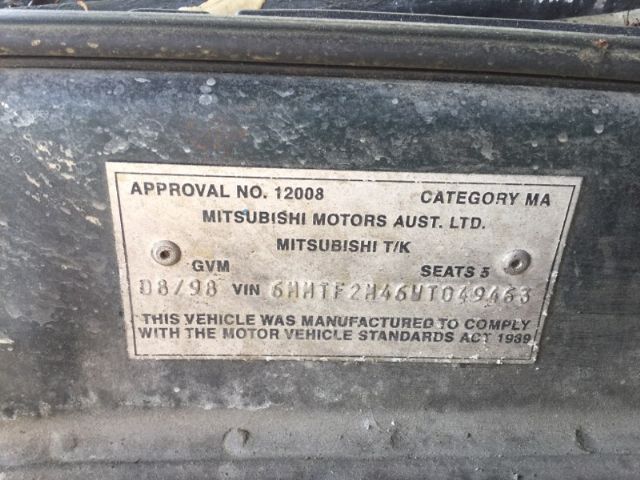 APPROVAL NO. 12008 CATEGORY MA
MITSUBISHI MOTORS AUST. LTD.
MITSUBISHI T/K
GVM SEATS 5
08/98 VIN 6MMTF2M46WT049463
THIS VEHICLE WAS MANUFACTURED TO COMPLY
WITH THE MOTOR VEHICLE STANDARDS ACT 1989